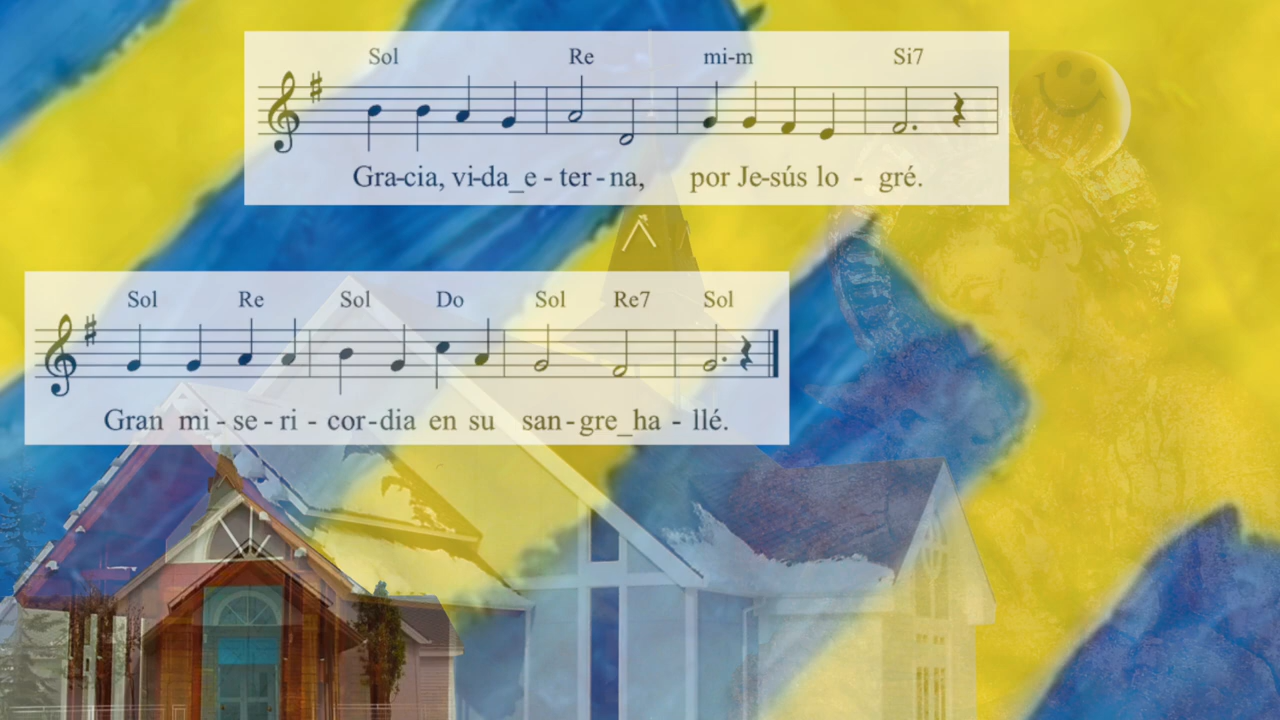 Sol Re mi-m Si7
Gra-cia, vi-da_e - ter - na, por Je-sús lo - gré.
Sol Re Sol Do Sol Re7 Sol
Gran mi - se - ri - cor-dia en su san-gre_ha - llé.